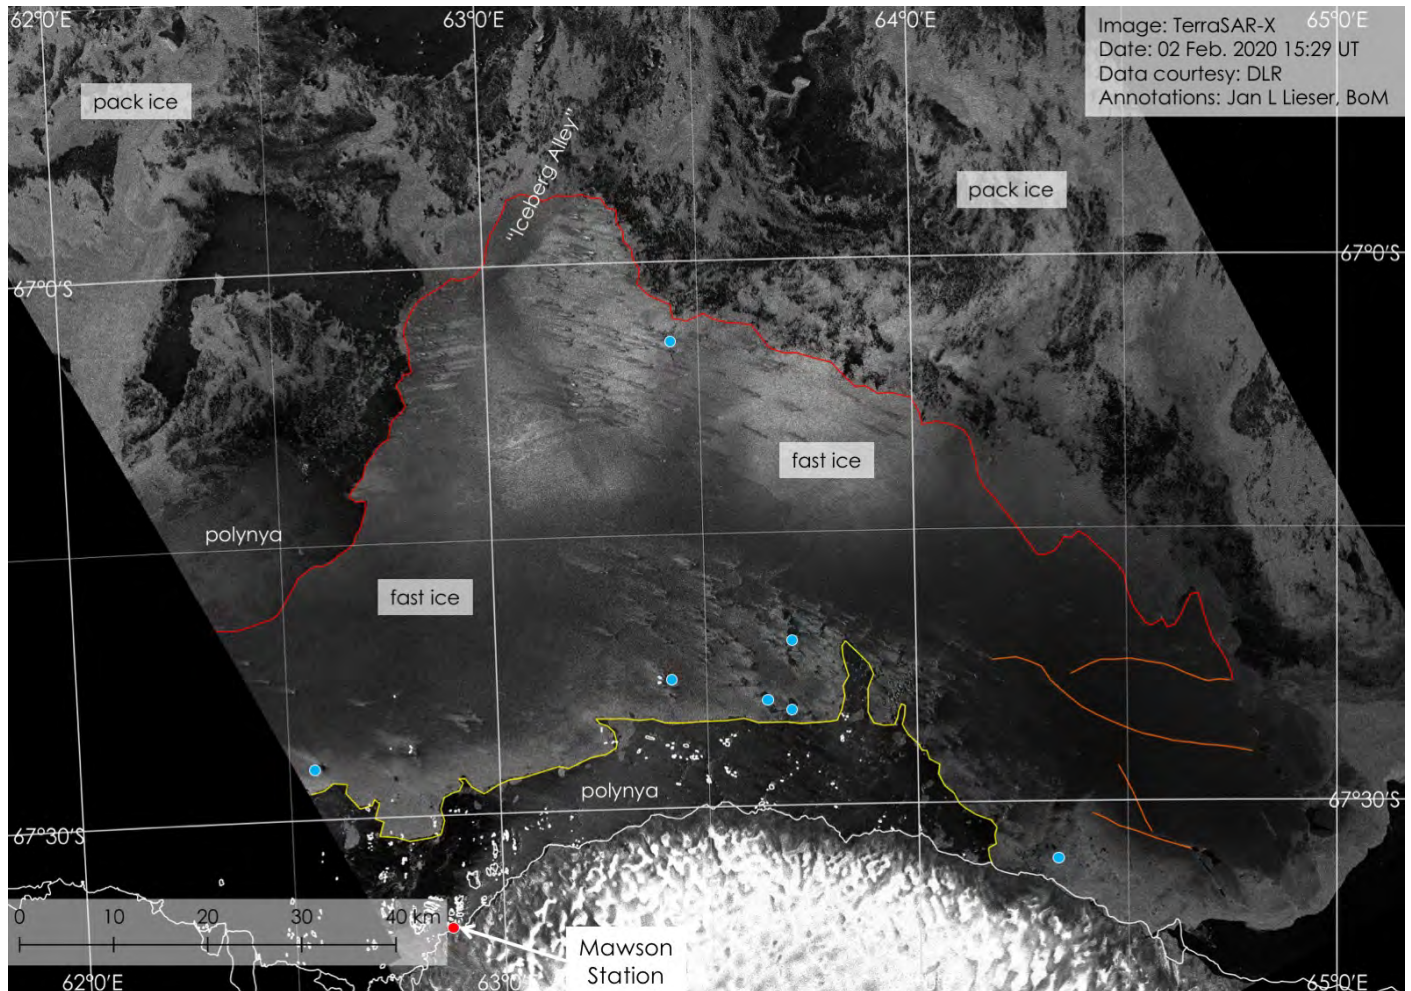 62°0'E
63°0'E
64°0'E
65°0'E
Image: TerraSAR-X
Date: 02 Feb. 2020 15:29 UT
Data courtesy: DLR
Annotations: Jan L Lieser, BoM
pack ice
"Iceberg Alley"
pack ice
67°0'S
67°0'S
fast ice
polynya
fast ice
polynya
67°30'S
67°30'S
0 10 20 30 40 km
Mawson
Station
62°0'E
63°0'E
65°0'E